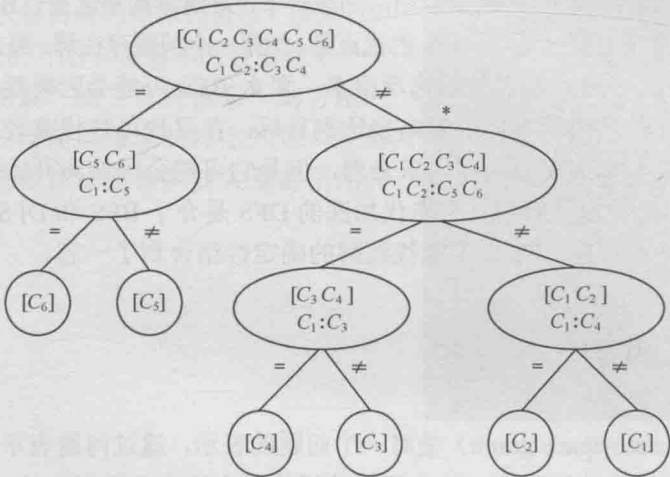 [C₁ C₂ C₃ C₄ C₅ C₆]
C₁ C₂:C₃ C₄
= ≠
*
[C₅ C₆]
C₁:C₅
[C₁ C₂ C₃ C₄]
C₁ C₂:C₅ C₆
= ≠ = ≠
[C₆] [C₅]
[C₃ C₄]
C₁:C₃
[C₁ C₂]
C₁:C₄
= ≠ = ≠
[C₄] [C₃] [C₂] [C₁]